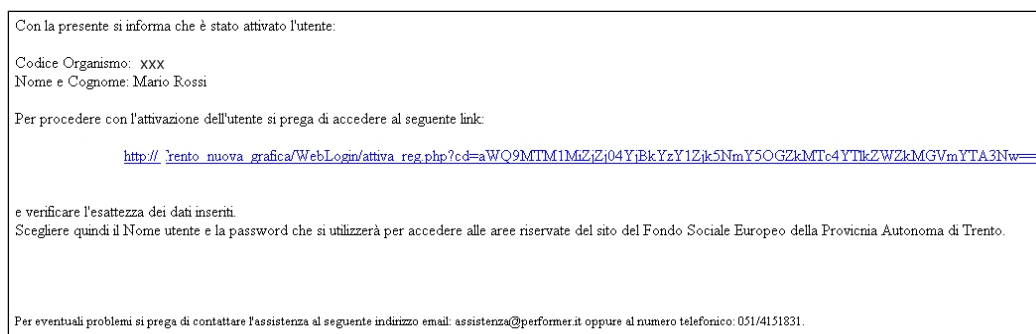 Con la presente si informa che è stato attivato l'utente:
Codice Organismo: xxx
Nome e Cognome: Mario Rossi
Per procedere con l'attivazione dell'utente si prega di accedere al seguente link:
http:// Trento_nuova_grafica/WebLogin/attiva_reg.php?cd=aWQ9MTM1MiZjZj04YjBkYzY1Zjk5NmY5OGZkMTc4YTlkZWZkMGVmYTA3Nw==
e verificare l'esattezza dei dati inseriti.
Scegliere quindi il Nome utente e la password che si utilizzerà per accedere alle aree riservate del sito del Fondo Sociale Europeo della Provicnia Autonoma di Trento.
Per eventuali problemi si prega di contattare l'assistenza al seguente indirizzo email: assistenza@performer.it oppure al numero telefonico: 051/4151831.